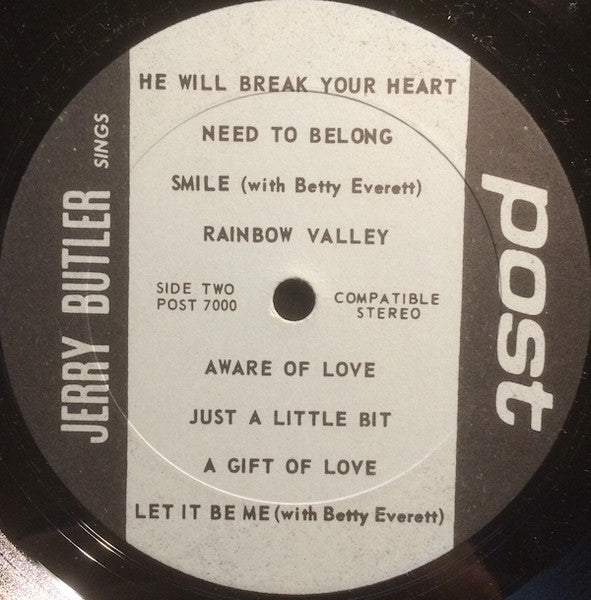 JERRY BUTLER SINGS
HE WILL BREAK YOUR HEART
NEED TO BELONG
SMILE (with Betty Everett)
RAINBOW VALLEY
SIDE TWO
POST 7000
COMPATIBLE
STEREO
AWARE OF LOVE
JUST A LITTLE BIT
A GIFT OF LOVE
LET IT BE ME (with Betty Everett)
post